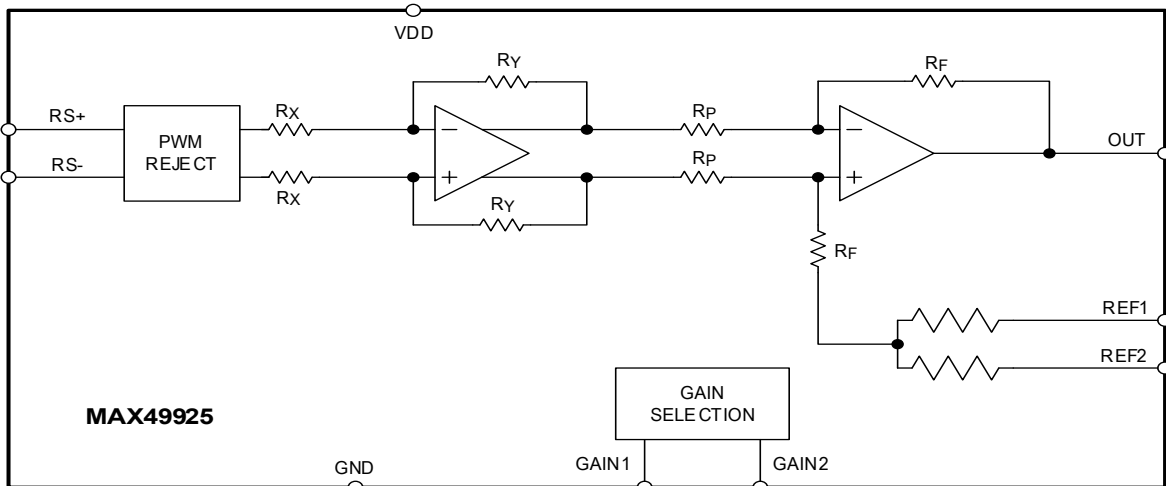 VDD
RY
RF
RS+
RX
RP
PWM
REJECT
−
−
OUT
RS-
RP
+
+
RX
RY
RF
REF1
REF2
GAIN
SELECTION
MAX49925
GAIN1
GAIN2
GND